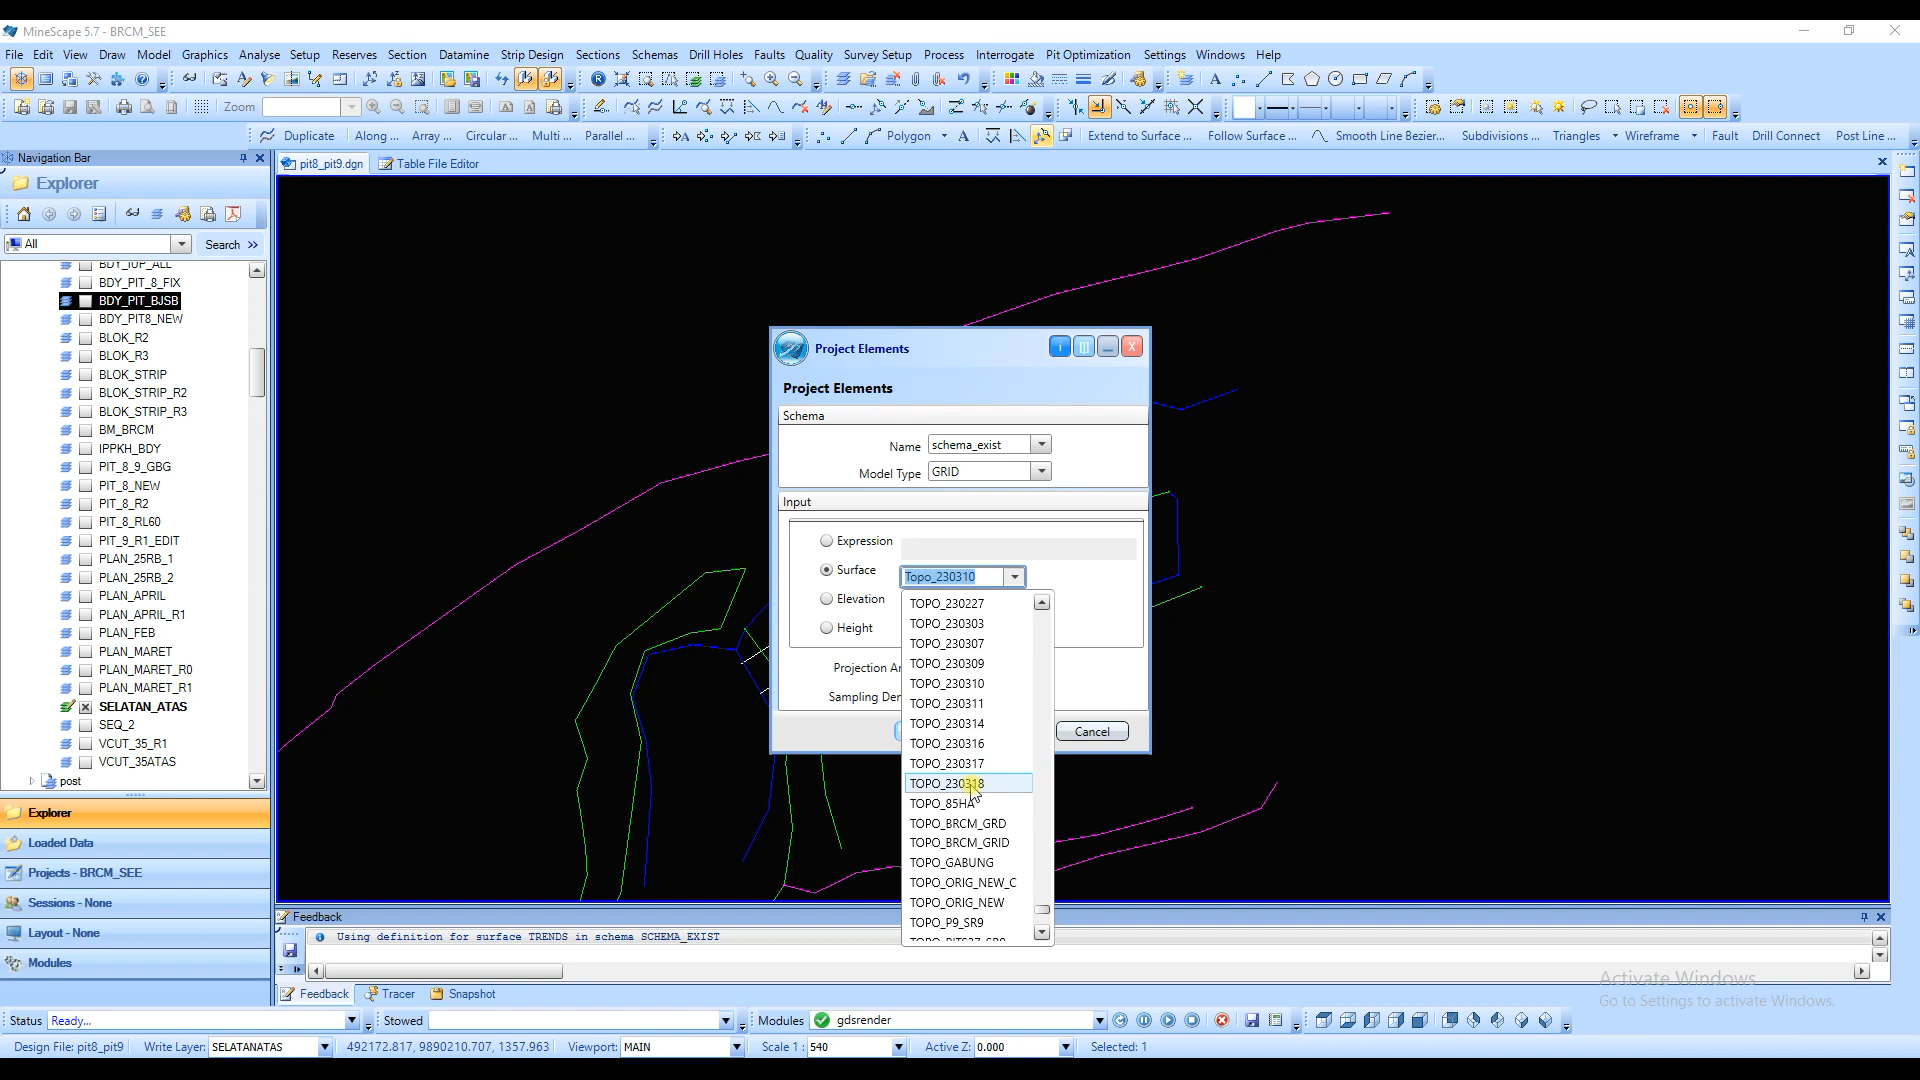 MineScape 5.7 - BRCM_SEE
File Edit View Draw Model Graphics Analyse Setup Reserves Section Datamine Strip Design Sections Schemas Drill Holes Faults Quality Survey Setup Process Interrogate Pit Optimization Settings Windows Help
Zoom
Duplicate Along ... Array ... Circular ... Multi ... Parallel ... Polygon Extend to Surface ... Follow Surface ... Smooth Line Bezier... Subdivisions ... Triangles Wireframe Fault Drill Connect Post Line ...
Navigation Bar
pit8_pit9.dgn Table File Editor
Explorer
All Search »
BDY_IUP_ALL
BDY_PIT_8_FIX
BDY_PIT_BJSB
BDY_PIT8_NEW
BLOK_R2
BLOK_R3
BLOK_STRIP
BLOK_STRIP_R2
BLOK_STRIP_R3
BM_BRCM
IPPKH_BDY
PIT_8_9_GBG
PIT_8_NEW
PIT_8_R2
PIT_8_RL60
PIT_9_R1_EDIT
PLAN_25RB_1
PLAN_25RB_2
PLAN_APRIL
PLAN_APRIL_R1
PLAN_FEB
PLAN_MARET
PLAN_MARET_R0
PLAN_MARET_R1
SELATAN_ATAS
SEQ_2
VCUT_35_R1
VCUT_35ATAS
post
Explorer
Loaded Data
Projects - BRCM_SEE
Sessions - None
Layout - None
Modules
Project Elements
Project Elements
Schema
Name schema_exist
Model Type GRID
Input
Expression
Surface Topo_230310
Elevation
Height
Projection
Sampling
Cancel
TOPO_230227
TOPO_230303
TOPO_230307
TOPO_230309
TOPO_230310
TOPO_230311
TOPO_230314
TOPO_230316
TOPO_230317
TOPO_230318
TOPO_85HA
TOPO_BRCM_GRD
TOPO_BRCM_GRID
TOPO_GABUNG
TOPO_ORIG_NEW_C
TOPO_ORIG_NEW
TOPO_P9_SR9
Feedback
Using definition for surface TRENDS in schema SCHEMA_EXIST
Activate Windows
Go to Settings to activate Windows.
Feedback Tracer Snapshot
Status Ready... Stowed Modules gdsrender
Design File: pit8_pit9 Write Layer: SELATANATAS 492172.817, 9890210.707, 1357.963 Viewport: MAIN Scale 1: 540 Active Z: 0.000 Selected: 1